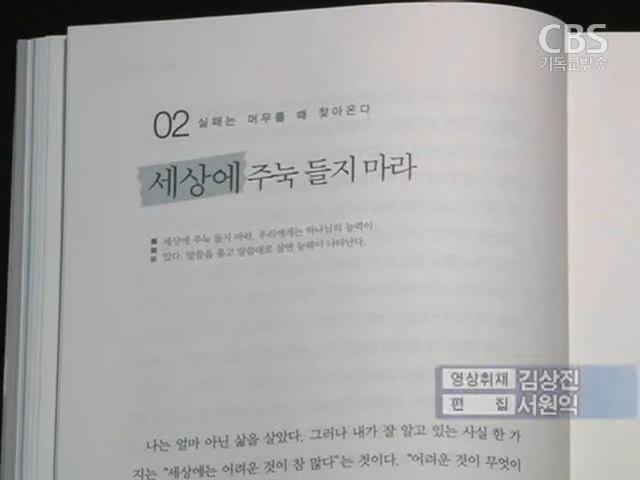 CBS
기독교방송
02 실패는 머무를 때 찾아온다
세상에 주눅 들지 마라
세상에 주눅 들지 마라. 우리에게는 하나님의 능력이
있다. 말씀을 품고 말씀대로 살면 능력이 나타난다.
영상취재 김상진
편 집 서원익
나는 얼마 아닌 삶을 살았다. 그러나 내가 잘 알고 있는 사실 한 가
지는 “세상에는 어려운 것이 참 많다”는 것이다. “어려운 것이 무엇이